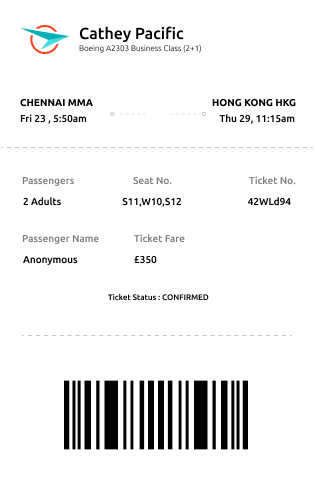 Cathey Pacific
Boeing A2303 Business Class (2+1)
CHENNAI MMA HONG KONG HKG
Fri 23 , 5:50am Thu 29, 11:15am
Passengers Seat No. Ticket No.
2 Adults S11,W10,S12 42WLd94
Passenger Name Ticket Fare
Anonymous £350
Ticket Status : CONFIRMED